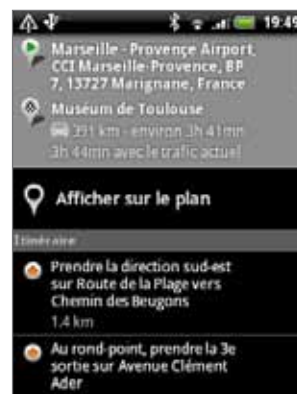 19:49
Marseille - Provence Airport,
CCI Marseille-Provence, BP
7, 13727 Marignane, France
Muséum de Toulouse
391 km - environ 3h 41mn
3h 44mn avec le trafic actuel
Afficher sur le plan
Itinéraire
Prendre la direction sud-est
sur Route de la Plage vers
Chemin des Beugons
1.4 km
Au rond-point, prendre la 3e
sortie sur Avenue Clément
Ader